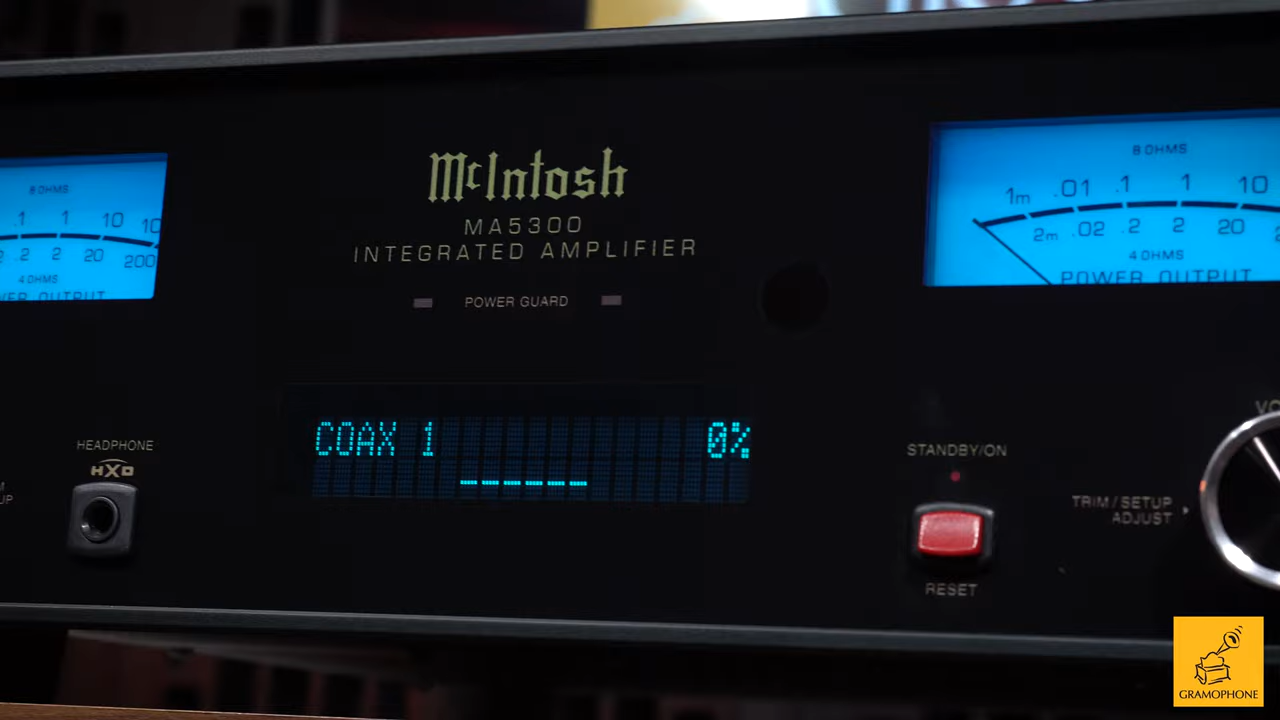 McIntosh
MA5300
INTEGRATED AMPLIFIER
POWER GUARD
8 OHMS
.1 1 10
.2 2 20 200
4 OHMS
POWER OUTPUT
8 OHMS
1m .01 .1 1 10
2m .02 .2 2 20
4 OHMS
POWER OUTPUT
COAX 1 0%
HEADPHONE
HXD
STANDBY/ON
TRIM / SETUP
ADJUST
RESET
GRAMOPHONE